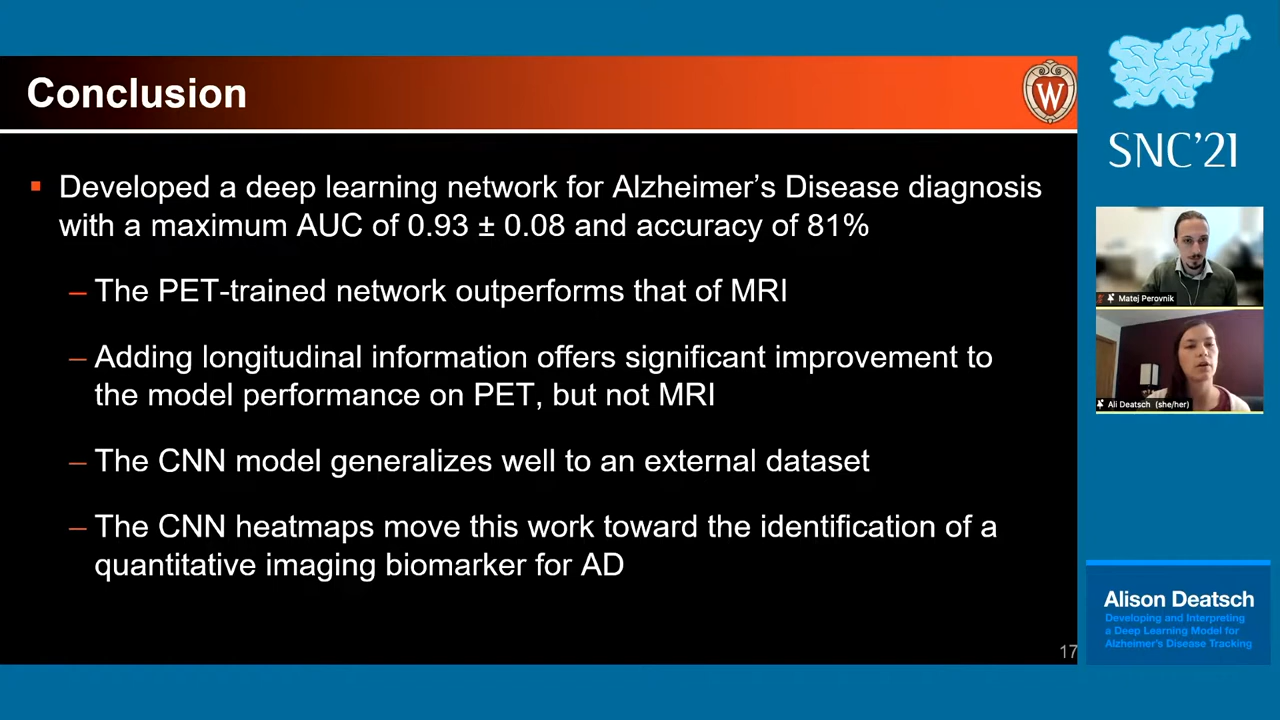 Conclusion
W
Developed a deep learning network for Alzheimer’s Disease diagnosis
with a maximum AUC of 0.93 ± 0.08 and accuracy of 81%
– The PET-trained network outperforms that of MRI
– Adding longitudinal information offers significant improvement to
the model performance on PET, but not MRI
– The CNN model generalizes well to an external dataset
– The CNN heatmaps move this work toward the identification of a
quantitative imaging biomarker for AD
17
SNC’21
Matej Perovnik
Ali Deatsch (she/her)
Alison Deatsch
Developing and Interpreting
a Deep Learning Model for
Alzheimer's Disease Tracking